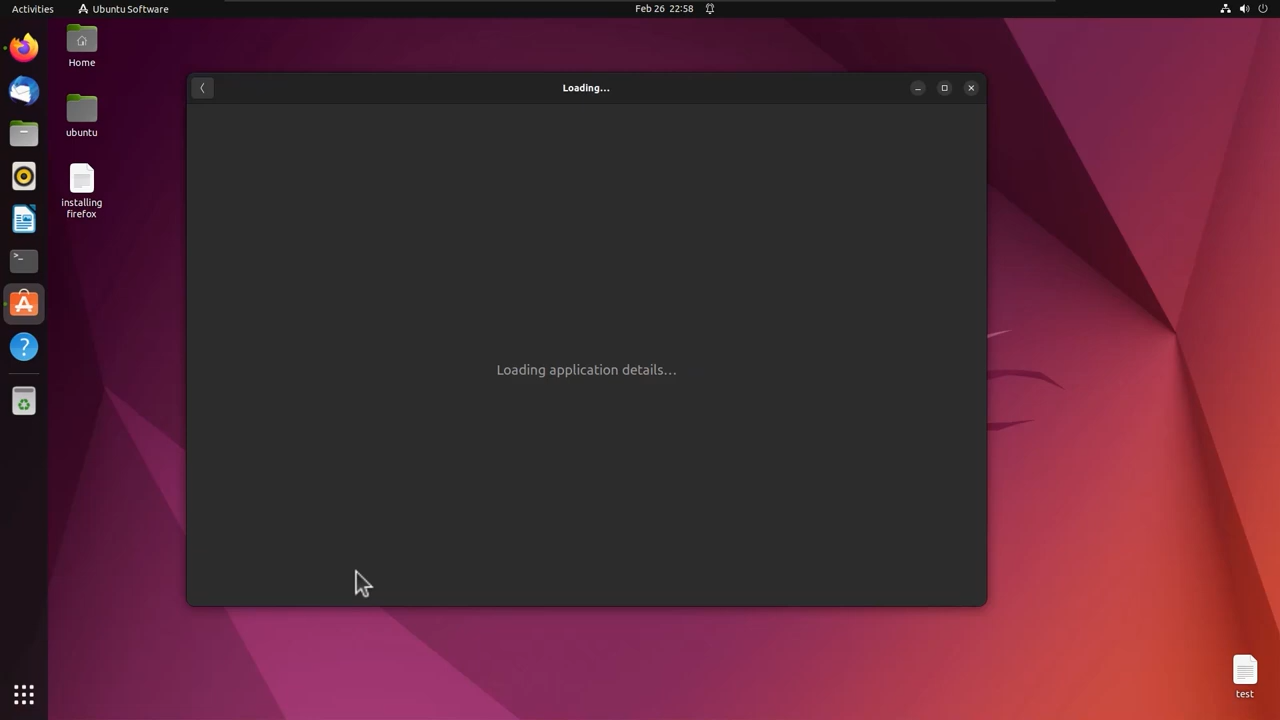 Activities
Ubuntu Software
Feb 26 22:58
Home
ubuntu
installing
firefox
Loading...
Loading application details...
test